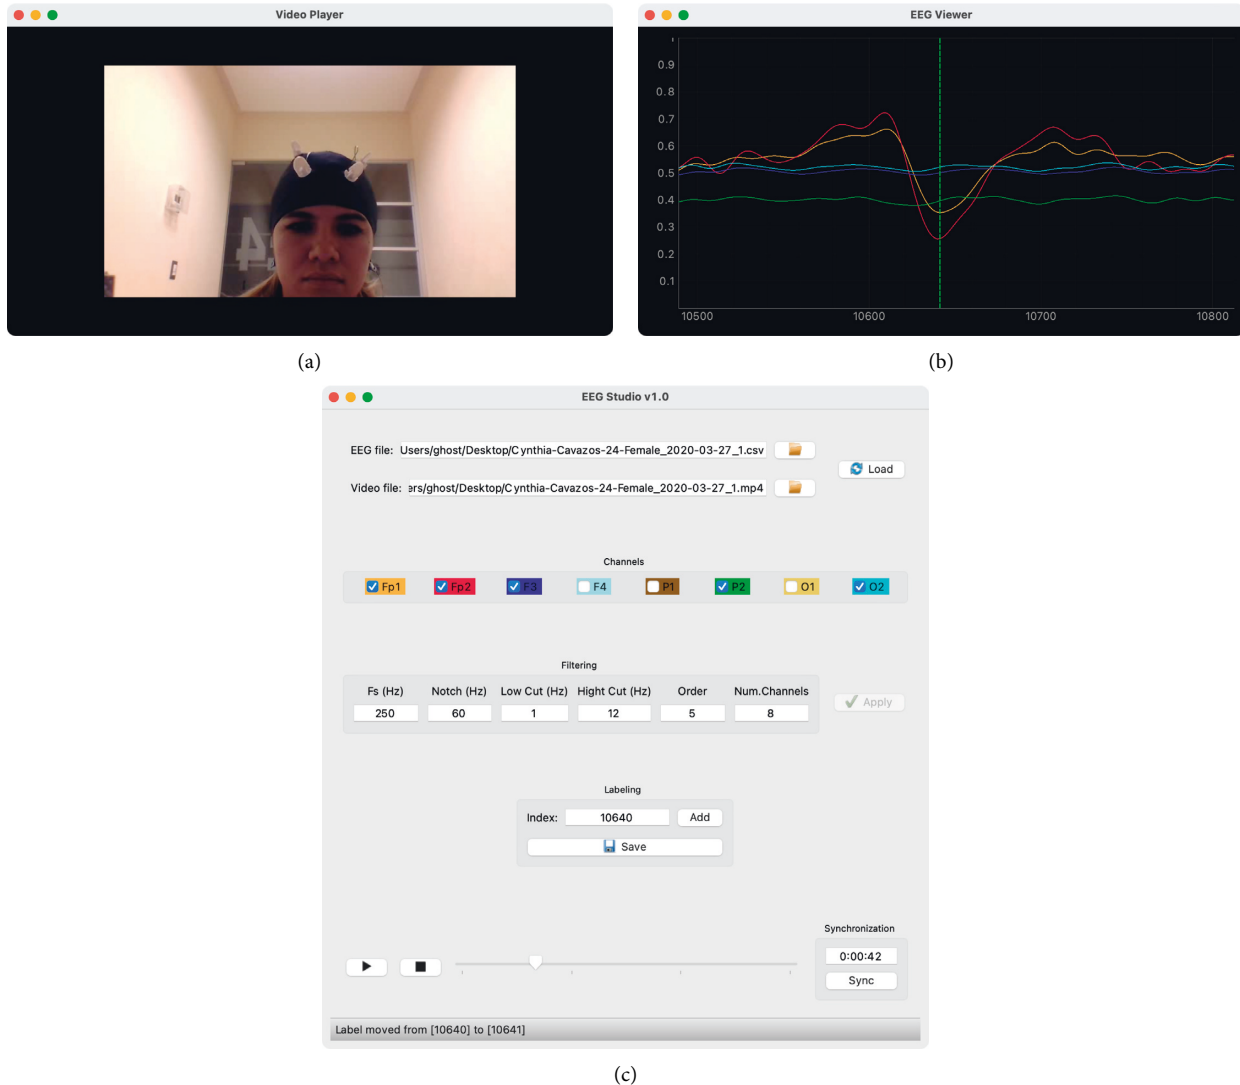 Video Player
(a)
EEG Viewer
0.9
0.8
0.7
0.6
0.5
0.4
0.3
0.2
0.1
10500 10600 10700 10800
(b)
EEG Studio v1.0
EEG file: Users/ghost/Desktop/Cynthia-Cavazos-24-Female_2020-03-27_1.csv
Load
Video file: ers/ghost/Desktop/Cynthia-Cavazos-24-Female_2020-03-27_1.mp4
Channels
Fp1 Fp2 F3 F4 P1 P2 O1 O2
Filtering
Fs (Hz) Notch (Hz) Low Cut (Hz) Hight Cut (Hz) Order Num.Channels
250 60 1 12 5 8
Apply
Labeling
Index: 10640 Add
Save
Synchronization
0:00:42
Sync
Label moved from [10640] to [10641]
(c)